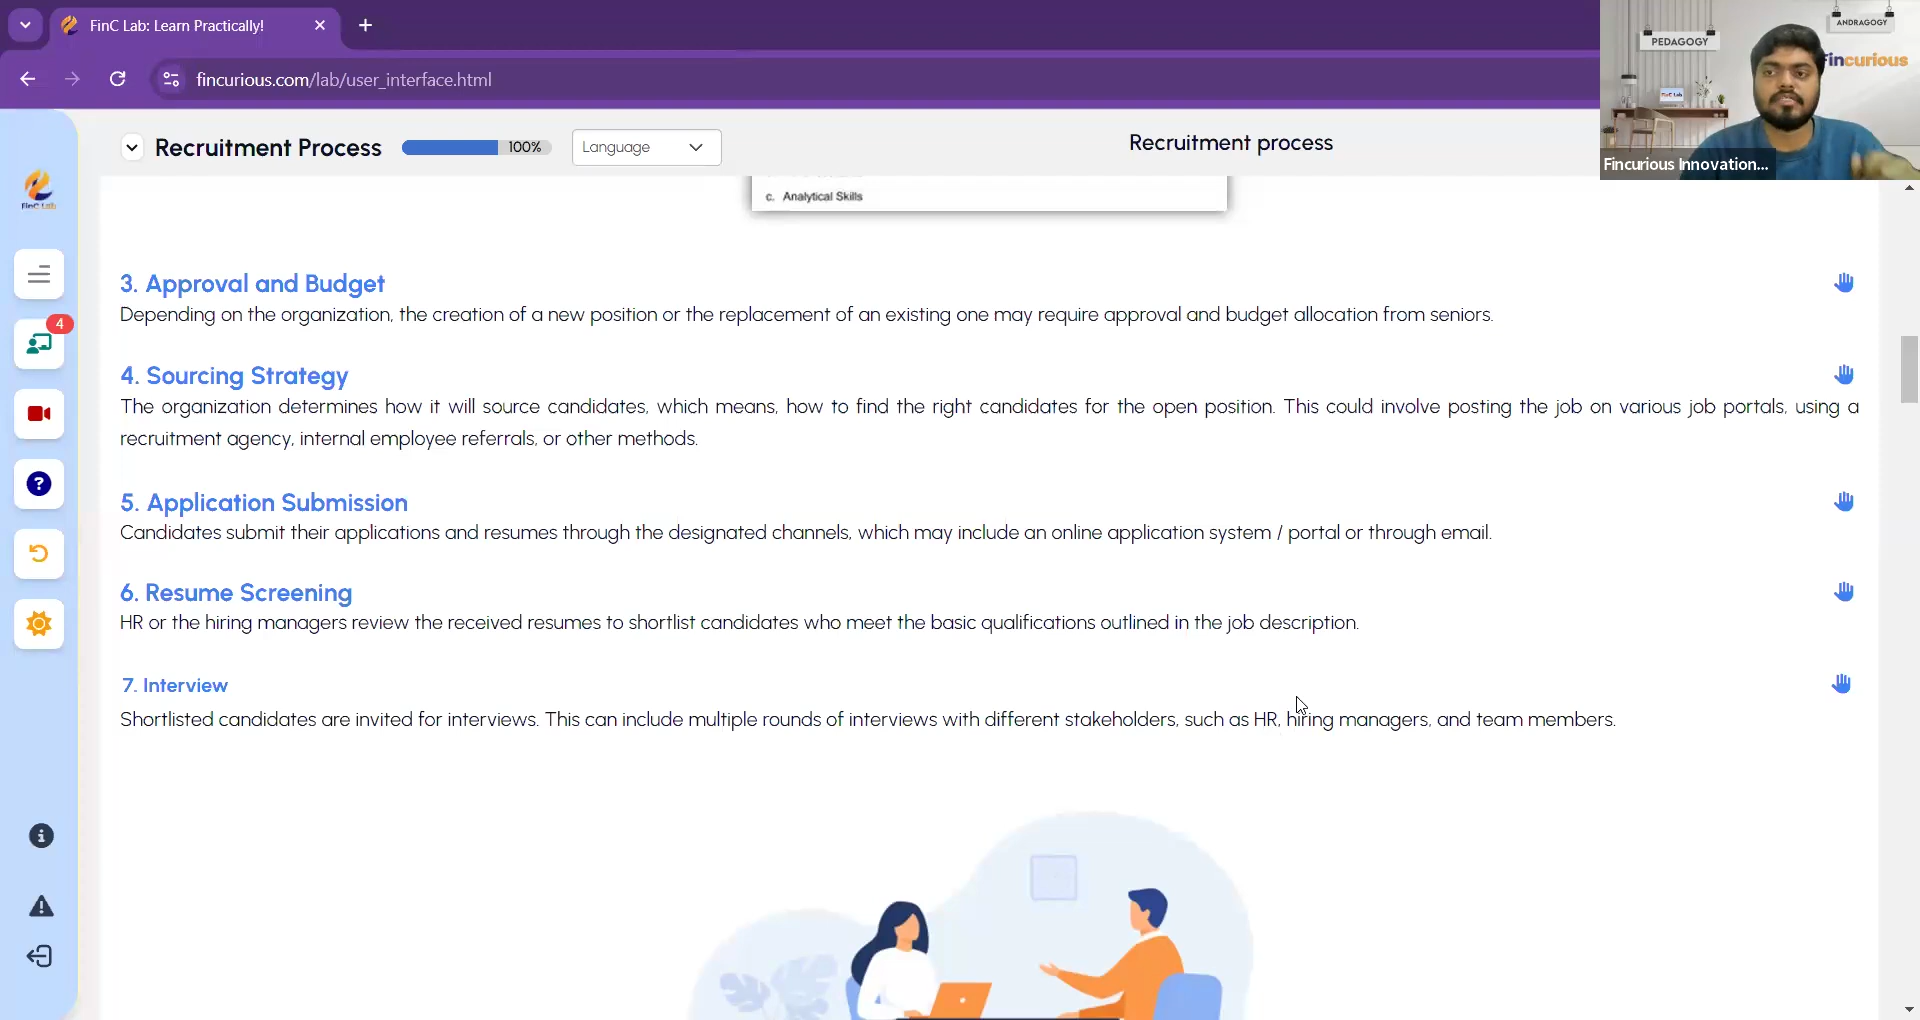 FinC Lab: Learn Practically!
fincurious.com/lab/user_interface.html
PEDAGOGY
ANDRAGOGY
Fincurious
FinC Lab
Fincurious Innovation...
FinC Lab
Recruitment Process
100%
Language
Recruitment process
c. Analytical Skills
4
3. Approval and Budget
Depending on the organization, the creation of a new position or the replacement of an existing one may require approval and budget allocation from seniors.
4. Sourcing Strategy
The organization determines how it will source candidates, which means, how to find the right candidates for the open position. This could involve posting the job on various job portals, using a
recruitment agency, internal employee referrals, or other methods.
5. Application Submission
Candidates submit their applications and resumes through the designated channels, which may include an online application system / portal or through email.
6. Resume Screening
HR or the hiring managers review the received resumes to shortlist candidates who meet the basic qualifications outlined in the job description.
7. Interview
Shortlisted candidates are invited for interviews. This can include multiple rounds of interviews with different stakeholders, such as HR, hiring managers, and team members.